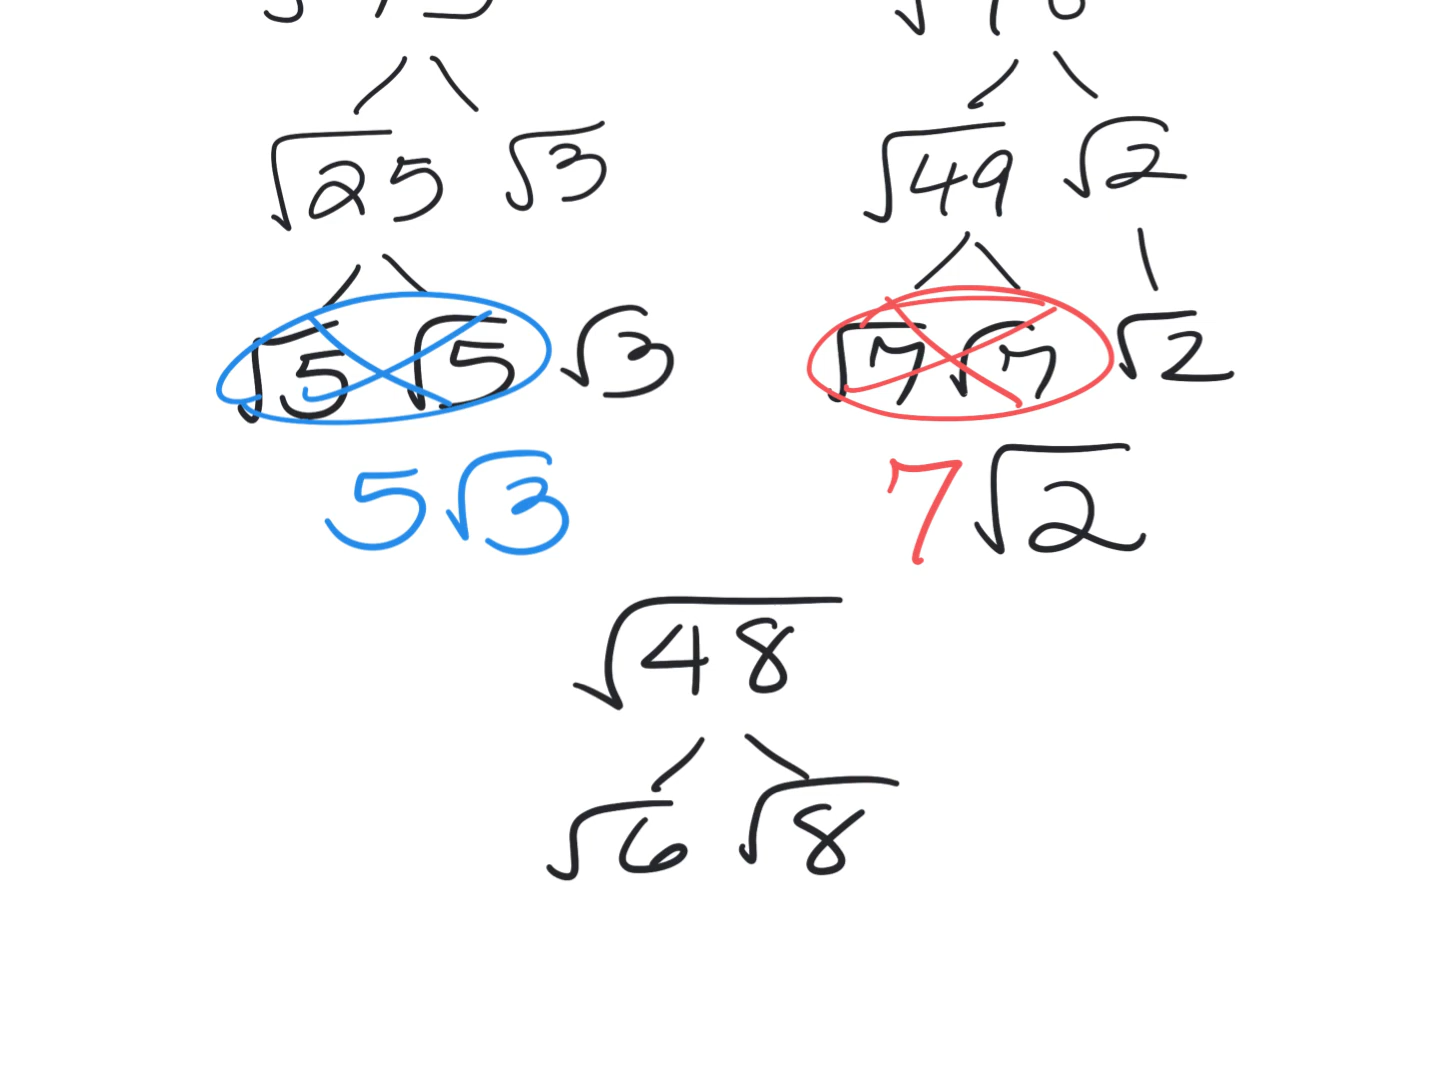 √25 √3 √49 √2
√5 √5 √3 √7 √7 √2
5√3 7√2
√48
√6 √8